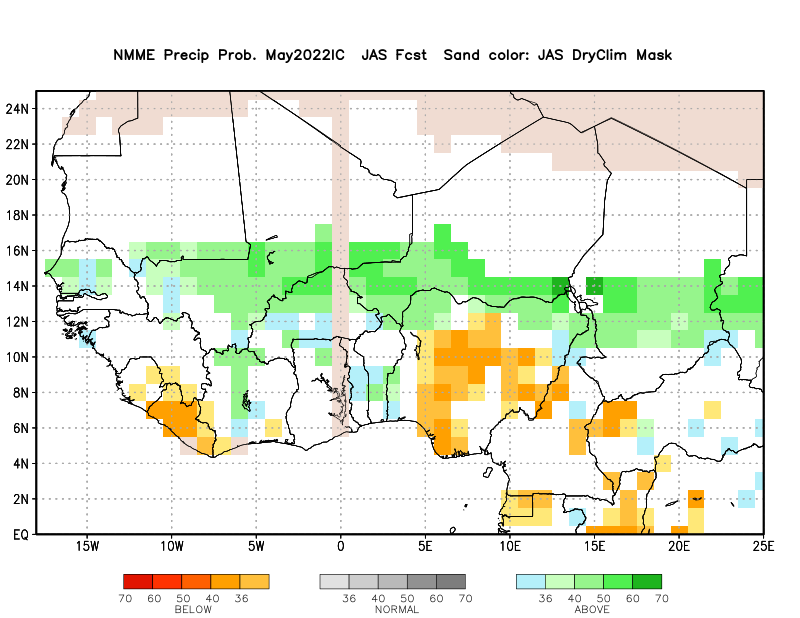 NMME Precip Prob. May2022IC JAS Fcst Sand color: JAS DryClim Mask
24N
22N
20N
18N
16N
14N
12N
10N
8N
6N
4N
2N
EQ
15W 10W 5W 0 5E 10E 15E 20E 25E
70 60 50 40 36 36 40 50 60 70 36 40 50 60 70
BELOW NORMAL ABOVE